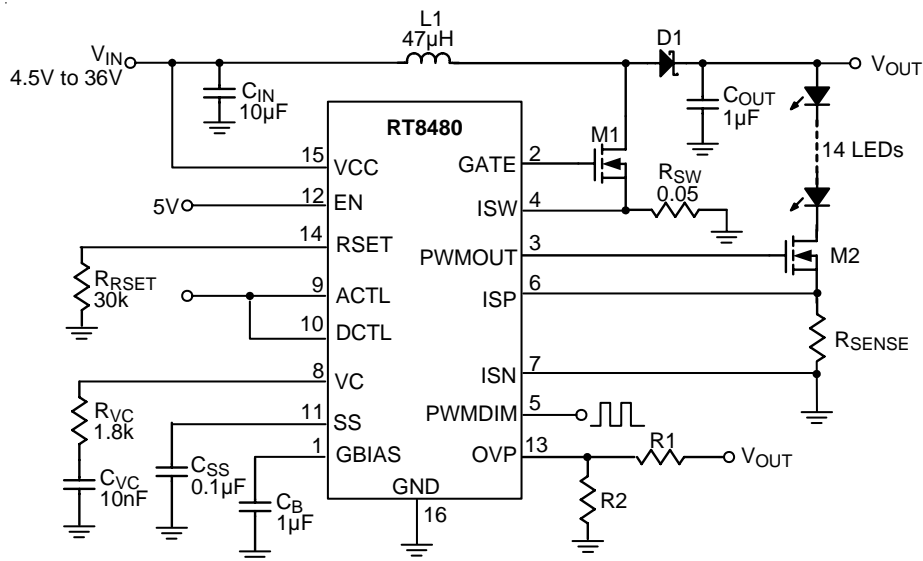 L1
47µH
D1
VIN
4.5V to 36V
VOUT
CIN
10µF
COUT
1µF
RT8480
M1
14 LEDs
15
VCC
GATE
2
RSW
0.05
12
5V
EN
ISW
4
14
RSET
PWMOUT
3
M2
RRSET
30k
9
ACTL
ISP
6
10
DCTL
RSENSE
8
VC
ISN
7
RVC
1.8k
11
SS
PWMDIM
5
1
GBIAS
OVP
13
R1
VOUT
CVC
10nF
CSS
0.1µF
CB
1µF
GND
16
R2